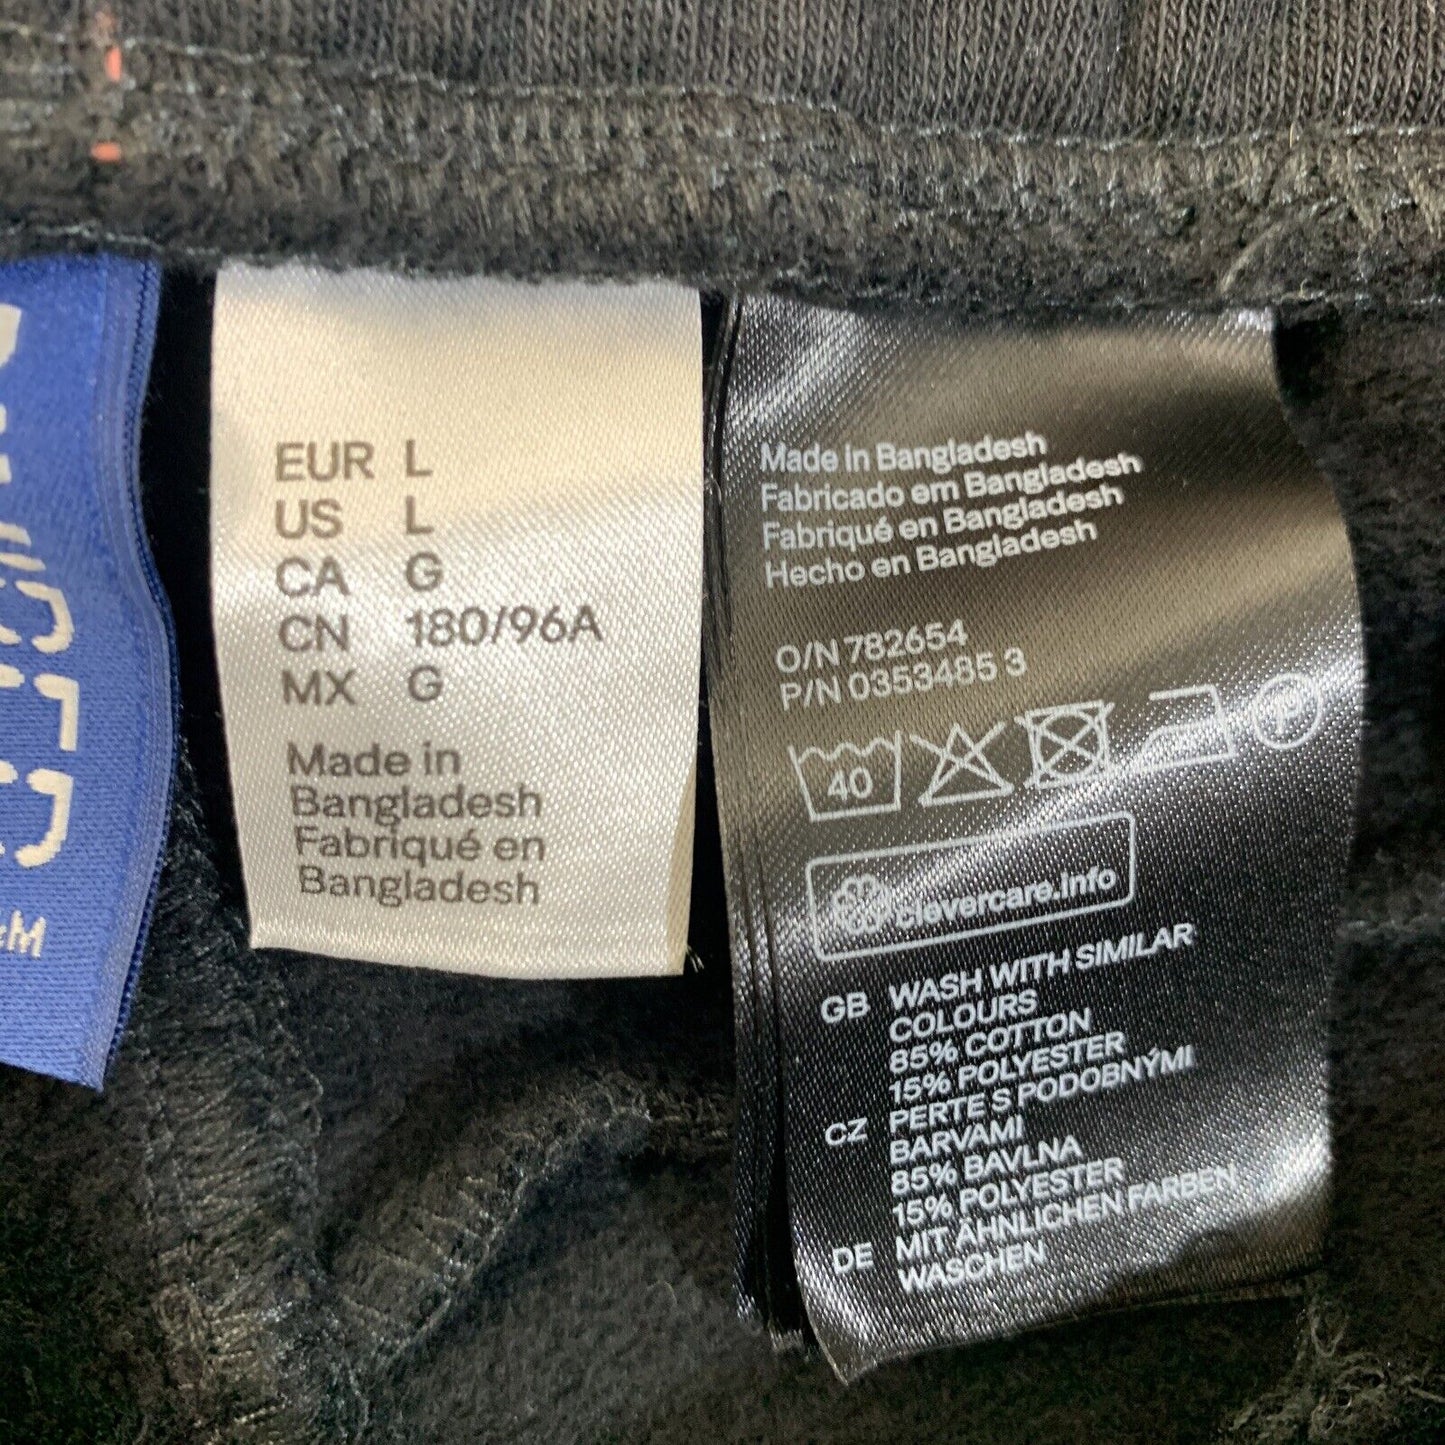 EUR L
US L
CA G
CN 180/96A
MX G
Made in
Bangladesh
Fabriqué en
Bangladesh
Made in Bangladesh
Fabricado em Bangladesh
Fabriqué en Bangladesh
Hecho en Bangladesh
O/N 782654
P/N 0353485 3
40
P
clevercare.info
GB WASH WITH SIMILAR
COLOURS
85% COTTON
15% POLYESTER
CZ PERTE S PODOBNÝMI
BARVAMI
85% BAVLNA
15% POLYESTER
DE MIT ÄHNLICHEN FARBEN
WASCHEN